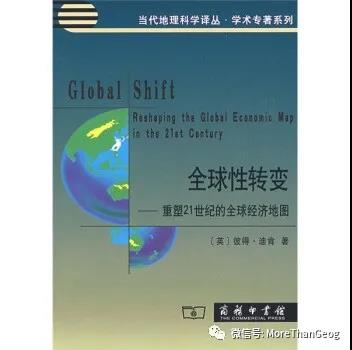 当代地理科学译丛·学术专著系列
Global Shift
Reshaping the Global Economic Map
in the 21st Century
全球性转变
——重塑21世纪的全球经济地图
〔英〕彼得·迪肯 著
商务印书馆
THE COMMERCIAL PRESS
微信号: MoreThanGeog